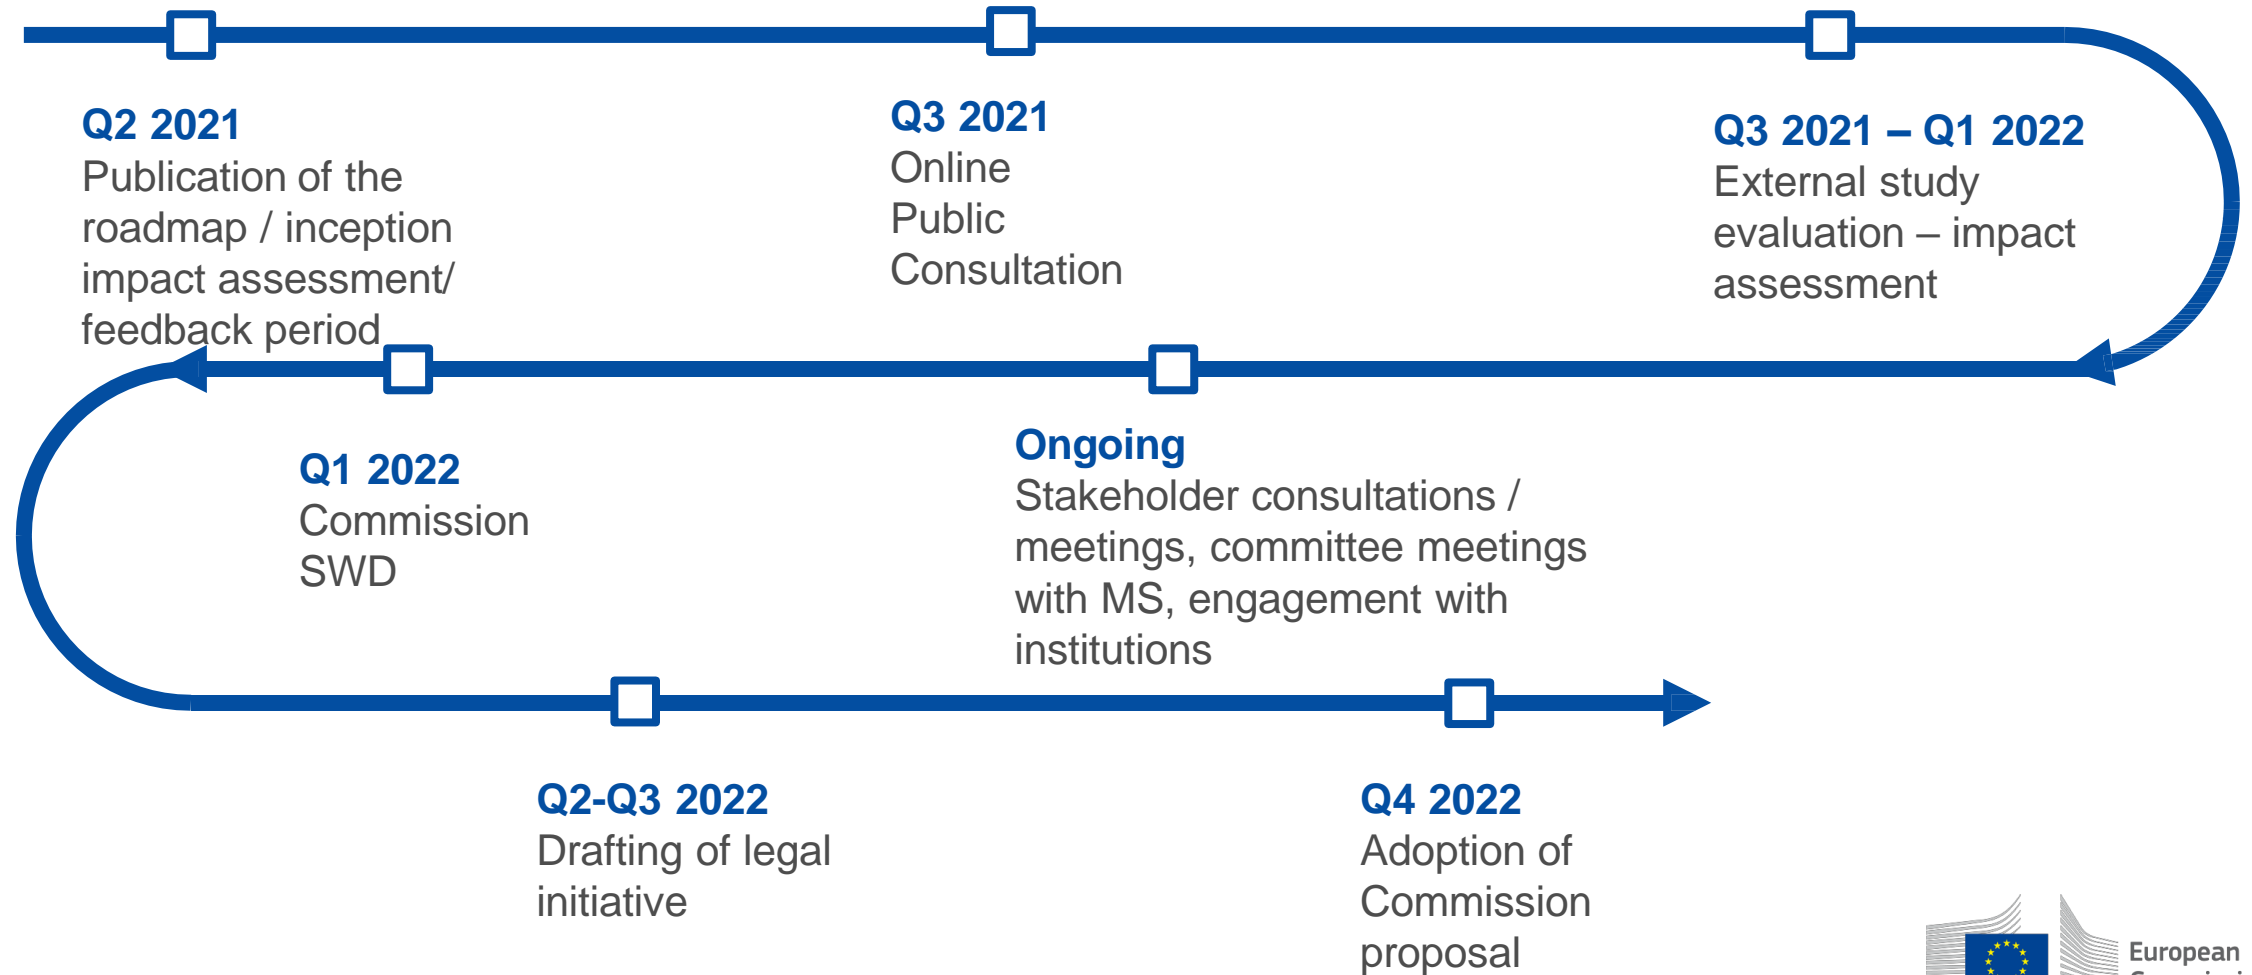 Q2 2021
Publication of the
roadmap / inception
impact assessment/
feedback period
Q3 2021
Online
Public
Consultation
Q3 2021 – Q1 2022
External study
evaluation – impact
assessment
Q1 2022
Commission
SWD
Ongoing
Stakeholder consultations /
meetings, committee meetings
with MS, engagement with
institutions
Q2-Q3 2022
Drafting of legal
initiative
Q4 2022
Adoption of
Commission
proposal
European